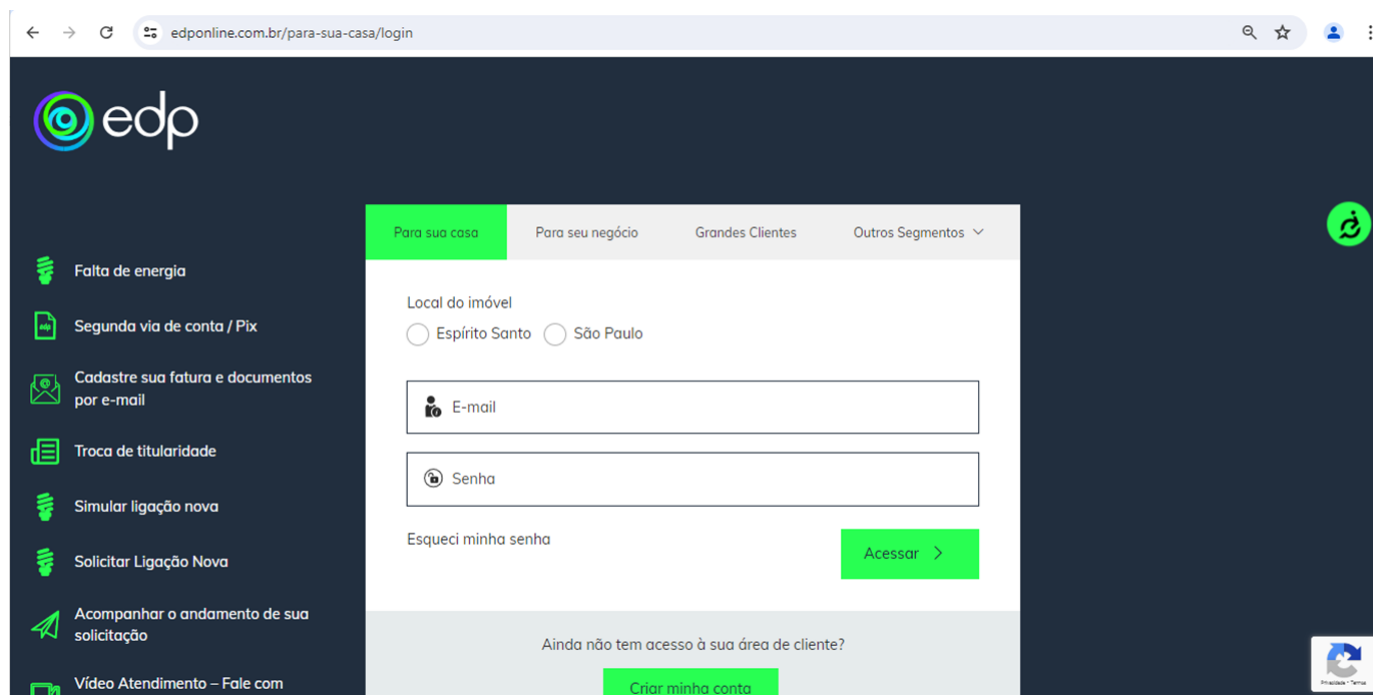 edponline.com.br/para-sua-casa/login
edp
Para sua casa
Para seu negócio
Grandes Clientes
Outros Segmentos
Falta de energia
Segunda via de conta / Pix
Cadastre sua fatura e documentos
por e-mail
Troca de titularidade
Simular ligação nova
Solicitar Ligação Nova
Acompanhar o andamento de sua
solicitação
Vídeo Atendimento – Fale com
Local do imóvel
Espírito Santo
São Paulo
E-mail
Senha
Esqueci minha senha
Acessar
Ainda não tem acesso à sua área de cliente?
Criar minha conta
Privacidade - Termos